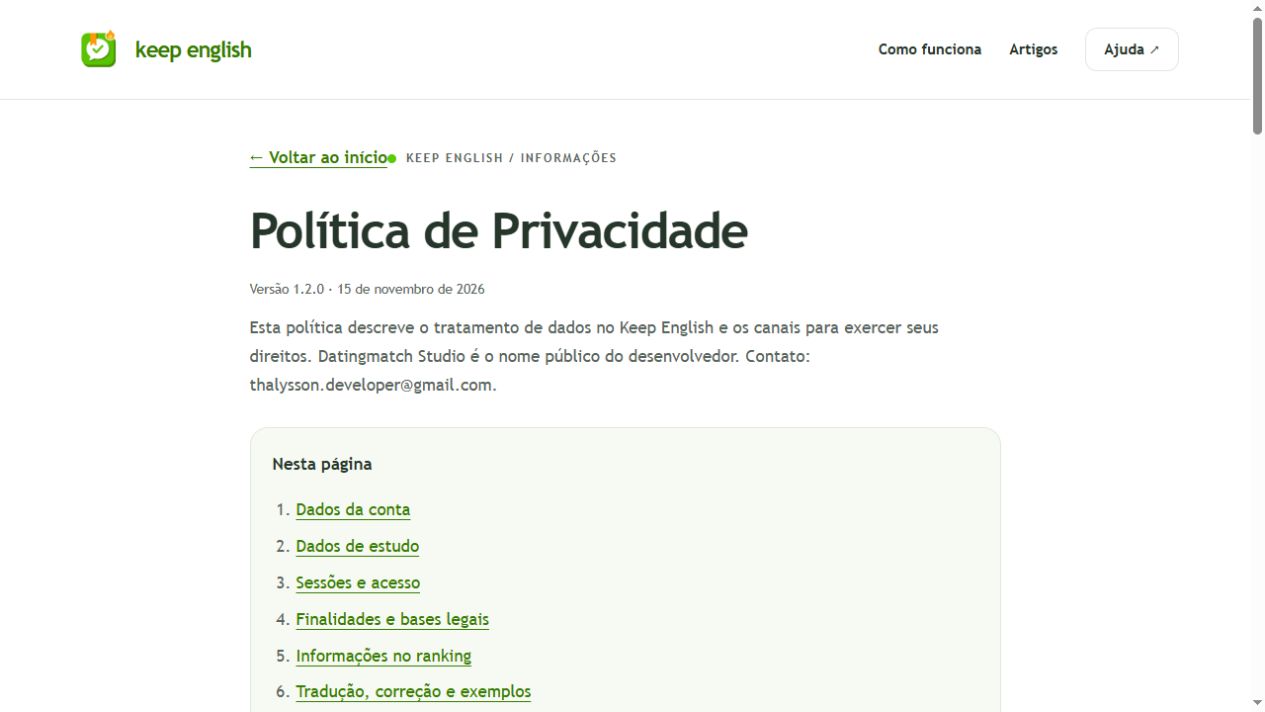 keep english
Como funciona
Artigos
Ajuda ↗
← Voltar ao início
KEEP ENGLISH / INFORMAÇÕES
Política de Privacidade
Versão 1.2.0 · 15 de novembro de 2026
Esta política descreve o tratamento de dados no Keep English e os canais para exercer seus
direitos. Datingmatch Studio é o nome público do desenvolvedor. Contato:
thalysson.developer@gmail.com.
Nesta página
1. Dados da conta
2. Dados de estudo
3. Sessões e acesso
4. Finalidades e bases legais
5. Informações no ranking
6. Tradução, correção e exemplos